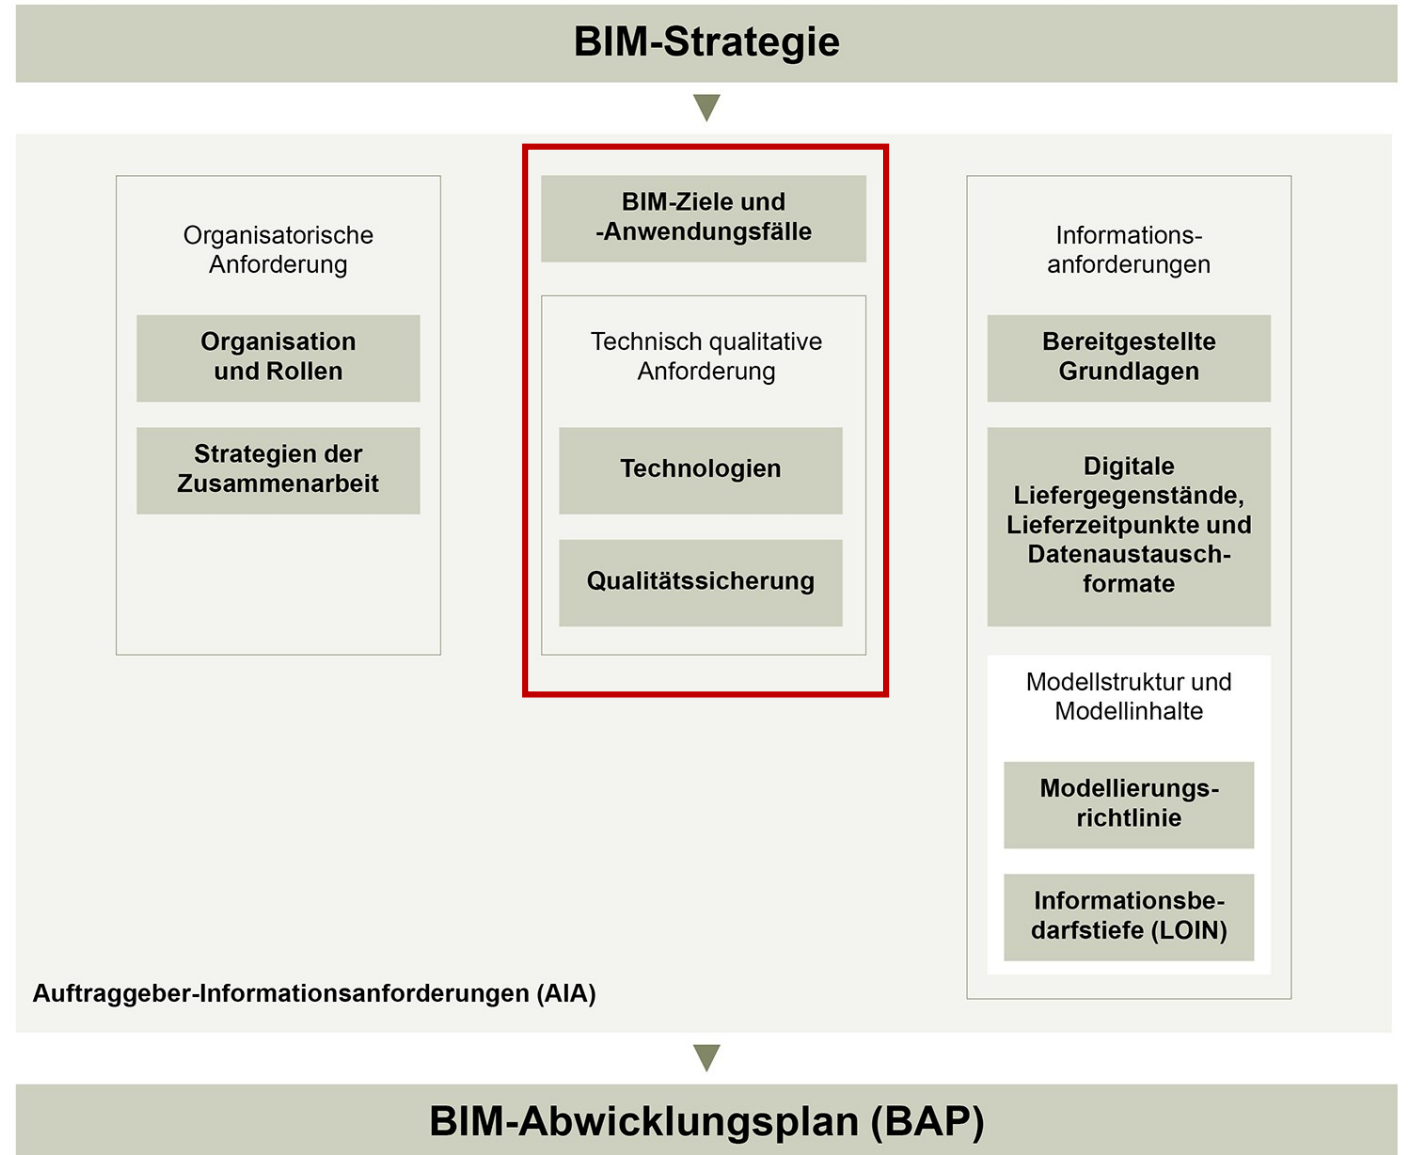 BIM-Strategie
Organisatorische
Anforderung
Organisation
und Rollen
Strategien der
Zusammenarbeit
BIM-Ziele und
-Anwendungsfälle
Technisch qualitative
Anforderung
Technologien
Qualitätssicherung
Informations-
anforderungen
Bereitgestellte
Grundlagen
Digitale
Liefergegenstände,
Lieferzeitpunkte und
Datenaustausch-
formate
Modellstruktur und
Modellinhalte
Modellierungs-
richtlinie
Informationsbe-
darfstiefe (LOIN)
Auftraggeber-Informationsanforderungen (AIA)
BIM-Abwicklungsplan (BAP)